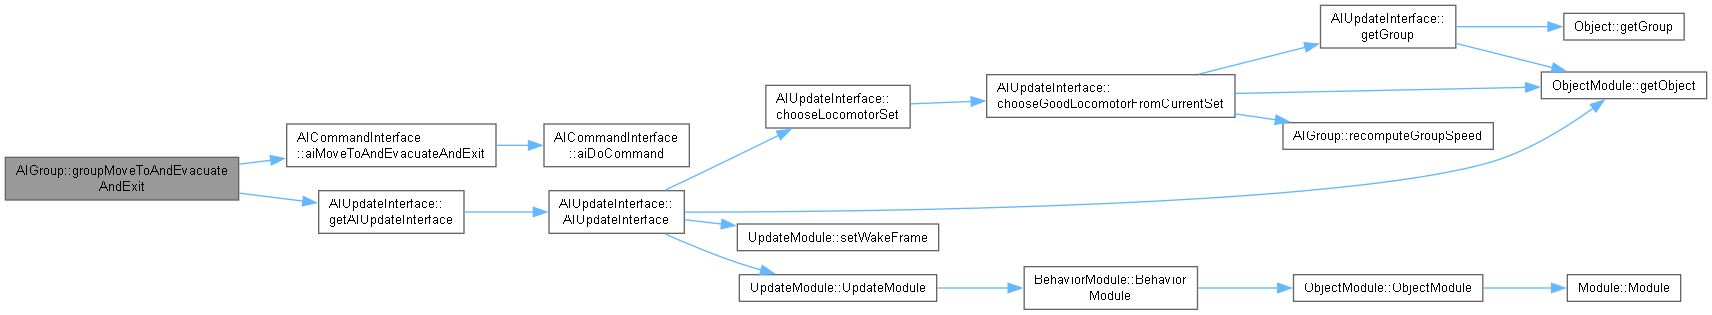 AIGroup::groupMoveToAndEvacuate
AndExit
AICommandInterface
::aiMoveToAndEvacuateAndExit
AICommandInterface
::aiDoCommand
AIUpdateInterface::
getAIUpdateInterface
AIUpdateInterface::
AIUpdateInterface
AIUpdateInterface::
chooseLocomotorSet
AIUpdateInterface::
chooseGoodLocomotorFromCurrentSet
AIUpdateInterface::
getGroup
Object::getGroup
ObjectModule::getObject
AIGroup::recomputeGroupSpeed
UpdateModule::setWakeFrame
UpdateModule::UpdateModule
BehaviorModule::Behavior
Module
ObjectModule::ObjectModule
Module::Module